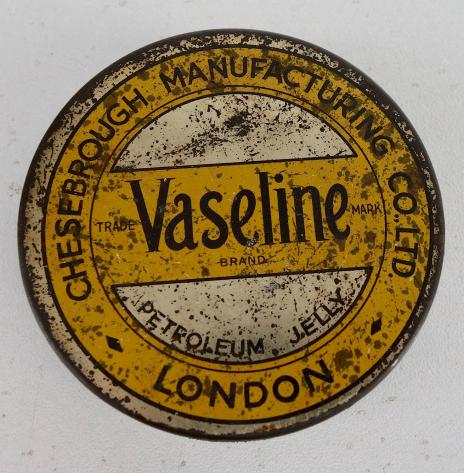 CHESEBROUGH MANUFACTURING CO. LTD
TRADE Vaseline MARK
BRAND
PETROLEUM JELLY
LONDON